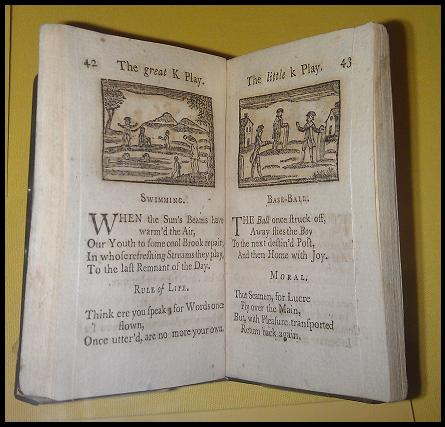 42
The great K Play.
SWIMMING.
WHEN the Sun's Beams have
warm'd the Air,
Our Youth to some cool Brook repair,
In whose refreshing Streams they play,
To the last Remnant of the Day.
RULE of LIFE.
Think ere you speak; for Words once
flown,
Once utter'd, are no more your own.
The little k Play. 43
BASE-BALL.
THE Ball once struck off,
Away flies the Boy
To the next destin'd Post,
And then Home with Joy.
MORAL.
Thus Seamen, for Lucre
Fly over the Main,
But, with Pleasure transported
Return back again.